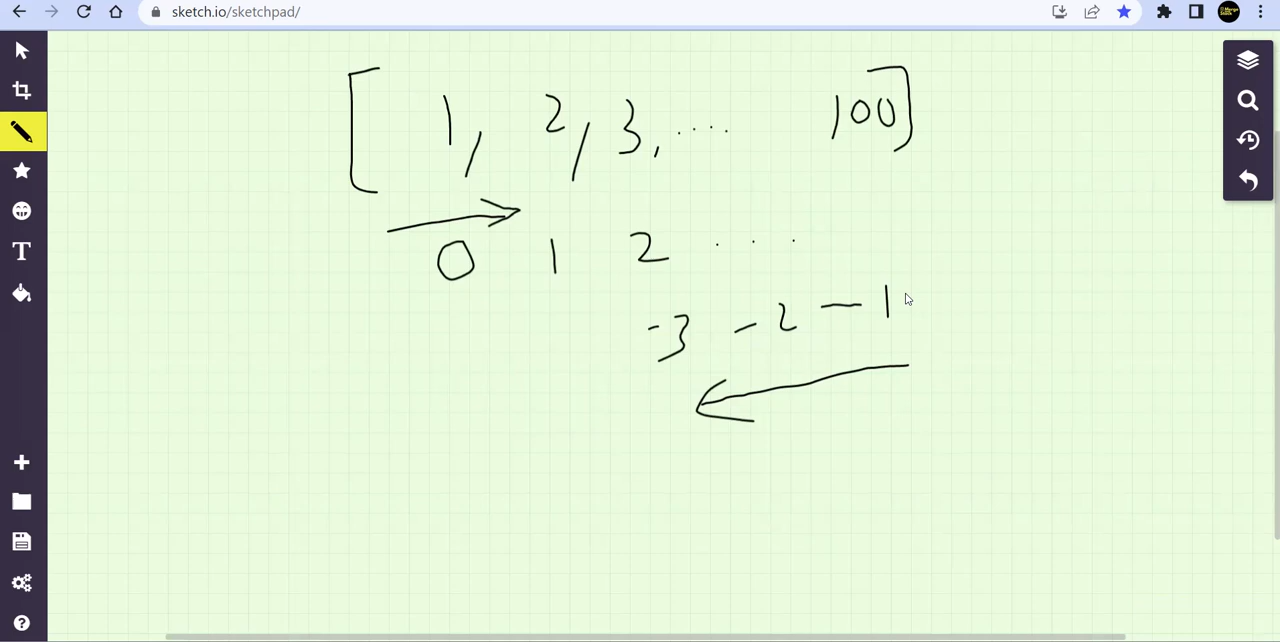 sketch.io/sketchpad/
[ 1, 2, 3, .... 100]
0 1 2 . . .
-3 -2 -1